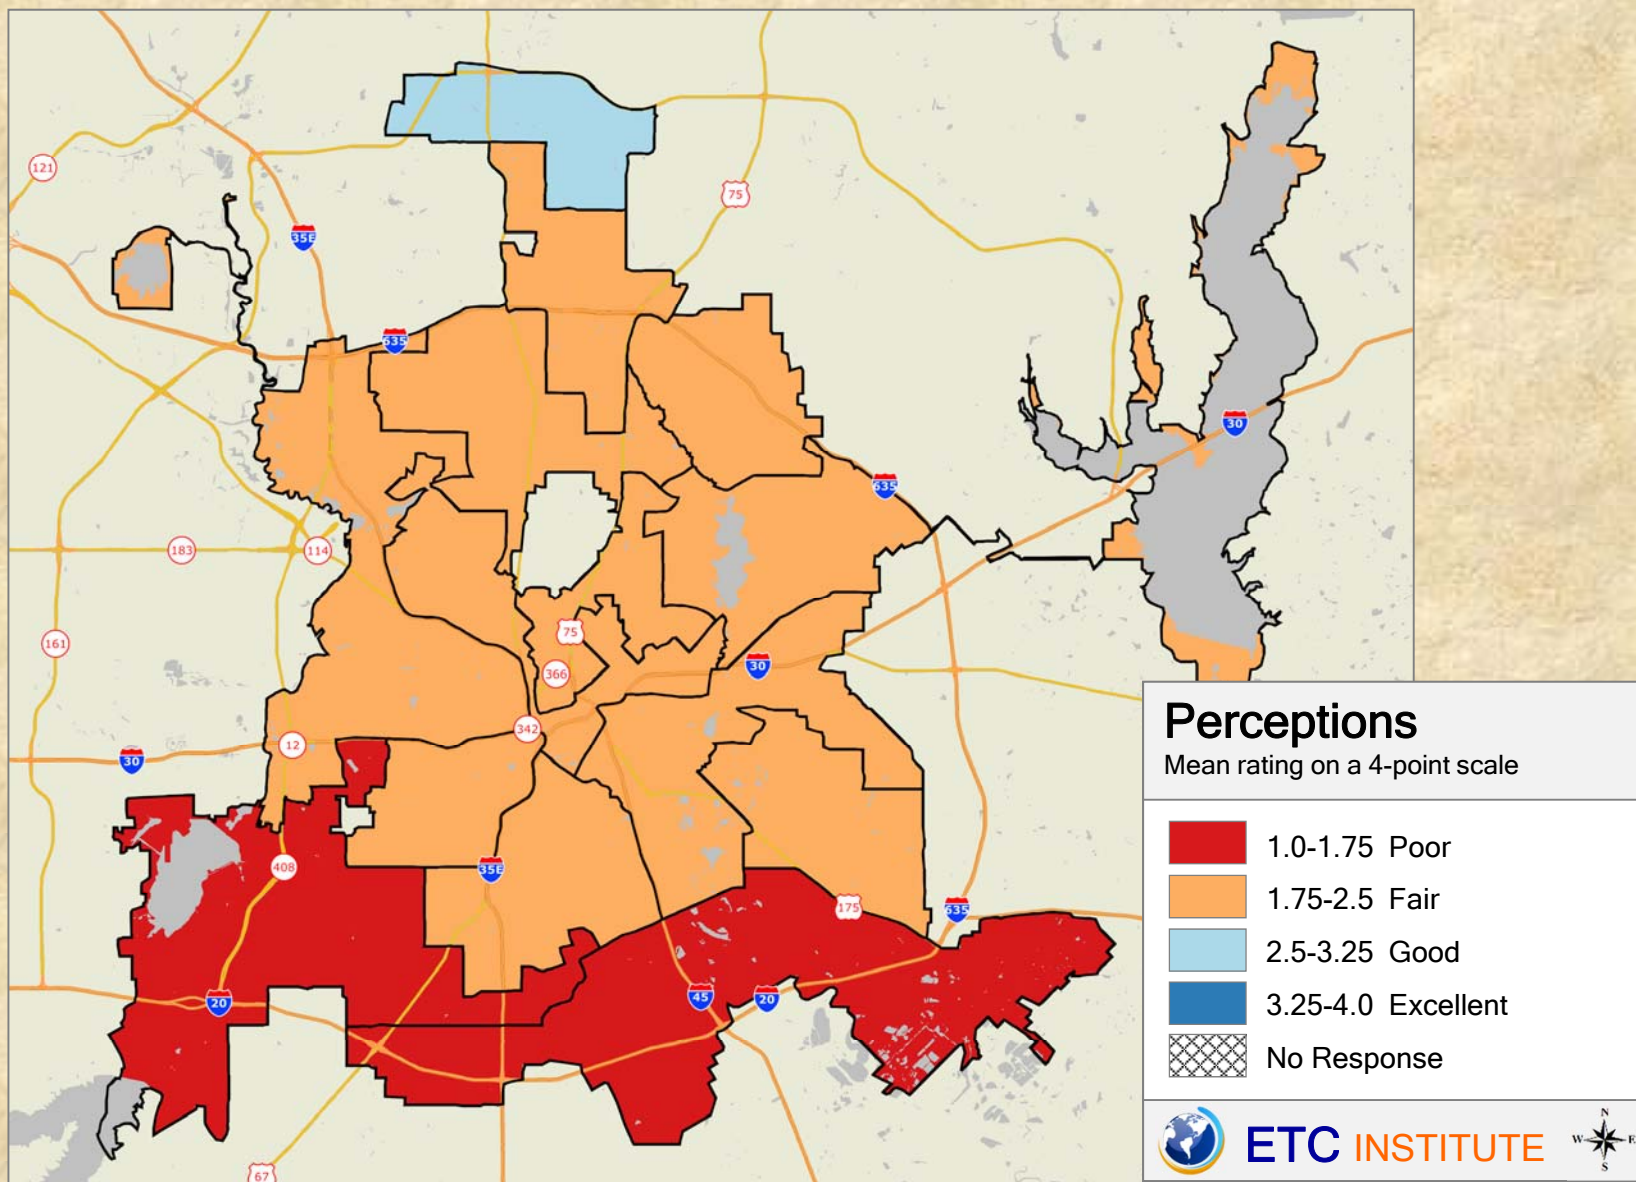 121
75
35E
635
30
635
183
114
161
75
366
30
342
12
30
408
35E
175
635
20
45
20
67
Perceptions
Mean rating on a 4-point scale
1.0-1.75 Poor
1.75-2.5 Fair
2.5-3.25 Good
3.25-4.0 Excellent
No Response
ETC INSTITUTE
N
W E
S